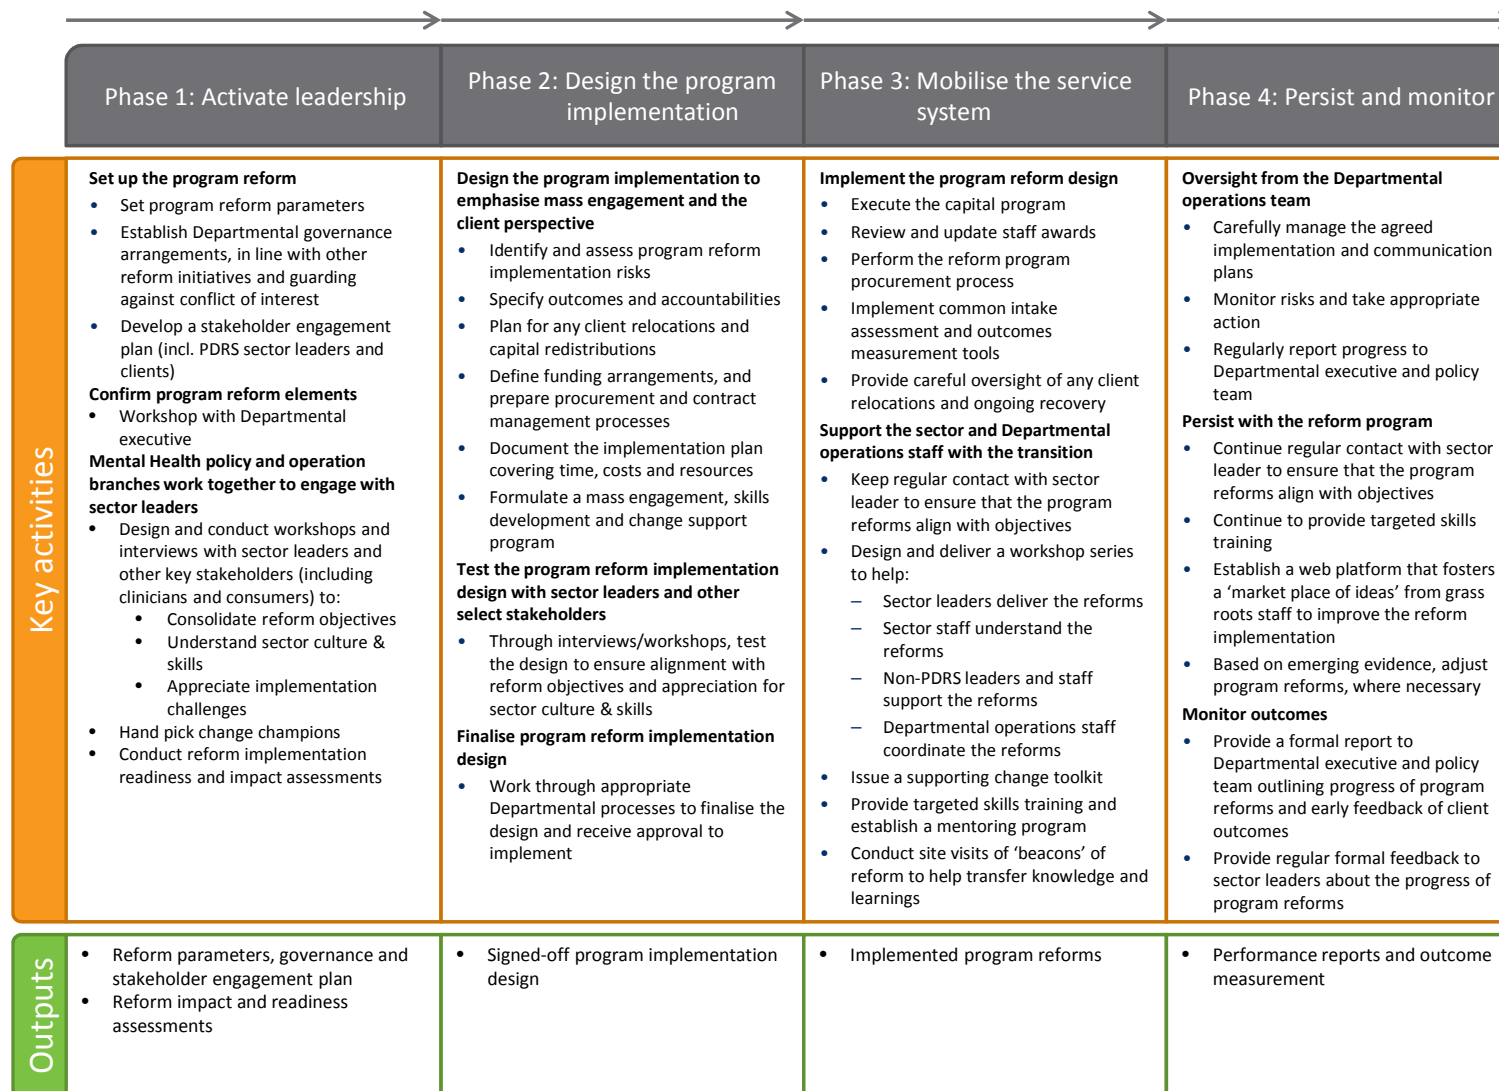 Phase 1: Activate leadership
Phase 2: Design the program
implementation
Phase 3: Mobilise the service
system
Phase 4: Persist and monitor
Key activities
Set up the program reform
• Set program reform parameters
• Establish Departmental governance
arrangements, in line with other
reform initiatives and guarding
against conflict of interest
• Develop a stakeholder engagement
plan (incl. PDRS sector leaders and
clients)
Confirm program reform elements
• Workshop with Departmental
executive
Mental Health policy and operation
branches work together to engage with
sector leaders
• Design and conduct workshops and
interviews with sector leaders and
other key stakeholders (including
clinicians and consumers) to:
• Consolidate reform objectives
• Understand sector culture &
skills
• Appreciate implementation
challenges
• Hand pick change champions
• Conduct reform implementation
readiness and impact assessments
Design the program implementation to
emphasise mass engagement and the
client perspective
• Identify and assess program reform
implementation risks
• Specify outcomes and accountabilities
• Plan for any client relocations and
capital redistributions
• Define funding arrangements, and
prepare procurement and contract
management processes
• Document the implementation plan
covering time, costs and resources
• Formulate a mass engagement, skills
development and change support
program
Test the program reform implementation
design with sector leaders and other
select stakeholders
• Through interviews/workshops, test
the design to ensure alignment with
reform objectives and appreciation for
sector culture & skills
Finalise program reform implementation
design
• Work through appropriate
Departmental processes to finalise the
design and receive approval to
implement
Implement the program reform design
• Execute the capital program
• Review and update staff awards
• Perform the reform program
procurement process
• Implement common intake
assessment and outcomes
measurement tools
• Provide careful oversight of any client
relocations and ongoing recovery
Support the sector and Departmental
operations staff with the transition
• Keep regular contact with sector
leader to ensure that the program
reforms align with objectives
• Design and deliver a workshop series
to help:
– Sector leaders deliver the reforms
– Sector staff understand the
reforms
– Non-PDRS leaders and staff
support the reforms
– Departmental operations staff
coordinate the reforms
• Issue a supporting change toolkit
• Provide targeted skills training and
establish a mentoring program
• Conduct site visits of ‘beacons’ of
reform to help transfer knowledge and
learnings
Oversight from the Departmental
operations team
• Carefully manage the agreed
implementation and communication
plans
• Monitor risks and take appropriate
action
• Regularly report progress to
Departmental executive and policy
team
Persist with the reform program
• Continue regular contact with sector
leader to ensure that the program
reforms align with objectives
• Continue to provide targeted skills
training
• Establish a web platform that fosters
a ‘market place of ideas’ from grass
roots staff to improve the reform
implementation
• Based on emerging evidence, adjust
program reforms, where necessary
Monitor outcomes
• Provide a formal report to
Departmental executive and policy
team outlining progress of program
reforms and early feedback of client
outcomes
• Provide regular formal feedback to
sector leaders about the progress of
program reforms
Outputs
• Reform parameters, governance and
stakeholder engagement plan
• Reform impact and readiness
assessments
• Signed-off program implementation
design
• Implemented program reforms
• Performance reports and outcome
measurement